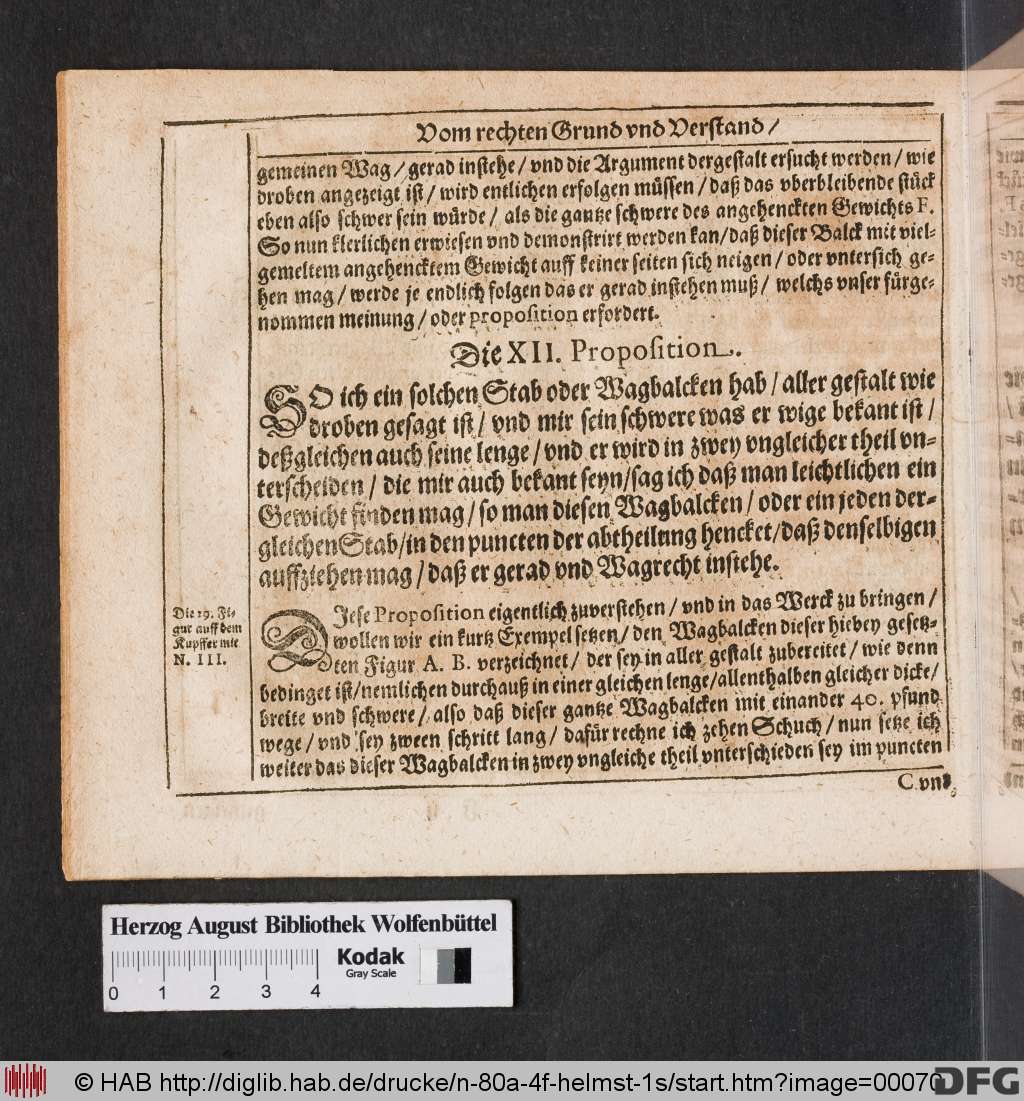 Vom rechten Grund vnd Verstand /
gemeinen Wag / gerad instehe / vnd die Argument dergestalt ersucht werden / wie
droben angezeigt ist / wird entlichen erfolgen müssen / daß das vberbleibende stück
eben also schwer sein würde / als die gantze schwere des angehenckten Gewichts F.
So nun klerlichen erwiesen vnd demonstrirt werden kan / daß dieser Balck mit viel-
gemeltem angehencktem Gewicht auff keiner seiten sich neigen / oder vntersich ge-
hen mag / werde je endlich folgen das er gerad instehen muß / welchs vnser fürge-
nommen meinung / oder proposition erfordert.
Die XII. Proposition.
SO ich ein solchen Stab oder Wagbalcken hab / aller gestalt wie
droben gesagt ist / vnd mir sein schwere was er wige bekant ist /
deßgleichen auch seine lenge / vnd er wird in zwey vngleicher theil vn-
terscheiden / die mir auch bekant seyn / sag ich daß man leichtlichen ein
Gewicht finden mag / so man diesen Wagbalcken / oder ein jeden der-
gleichen Stab / in den puncten der abtheilung hencket / daß denselbigen
auffziehen mag / daß er gerad vnd Wagrecht instehe.
Die 19. Fi-
gur auff dem
Kupffer mit
N. III.
DJese Proposition eigentlich zuverstehen / vnd in das Werck zu bringen /
wollen wir ein kurtz Exempel setzen / den Wagbalcken dieser hiebey gesetz-
ten Figur A. B. verzeichnet / der sey in aller gestalt zubereitet / wie denn
bedinget ist / nemlichen durchauß in einer gleichen lenge / allenthalben gleicher dicke /
breite vnd schwere / also daß dieser gantze Wagbalcken mit einander 40. pfund
wege / vnd sey zween schritt lang / dafür rechne ich zehen Schuch / nun setze ich
weiter das dieser Wagbalcken in zwey vngleiche theil vnterschieden sey im puncten
C. vnd
Herzog August Bibliothek Wolfenbüttel
Kodak
Gray Scale
0 1 2 3 4
© HAB http://diglib.hab.de/drucke/n-80a-4f-helmst-1s/start.htm?image=00070
DFG